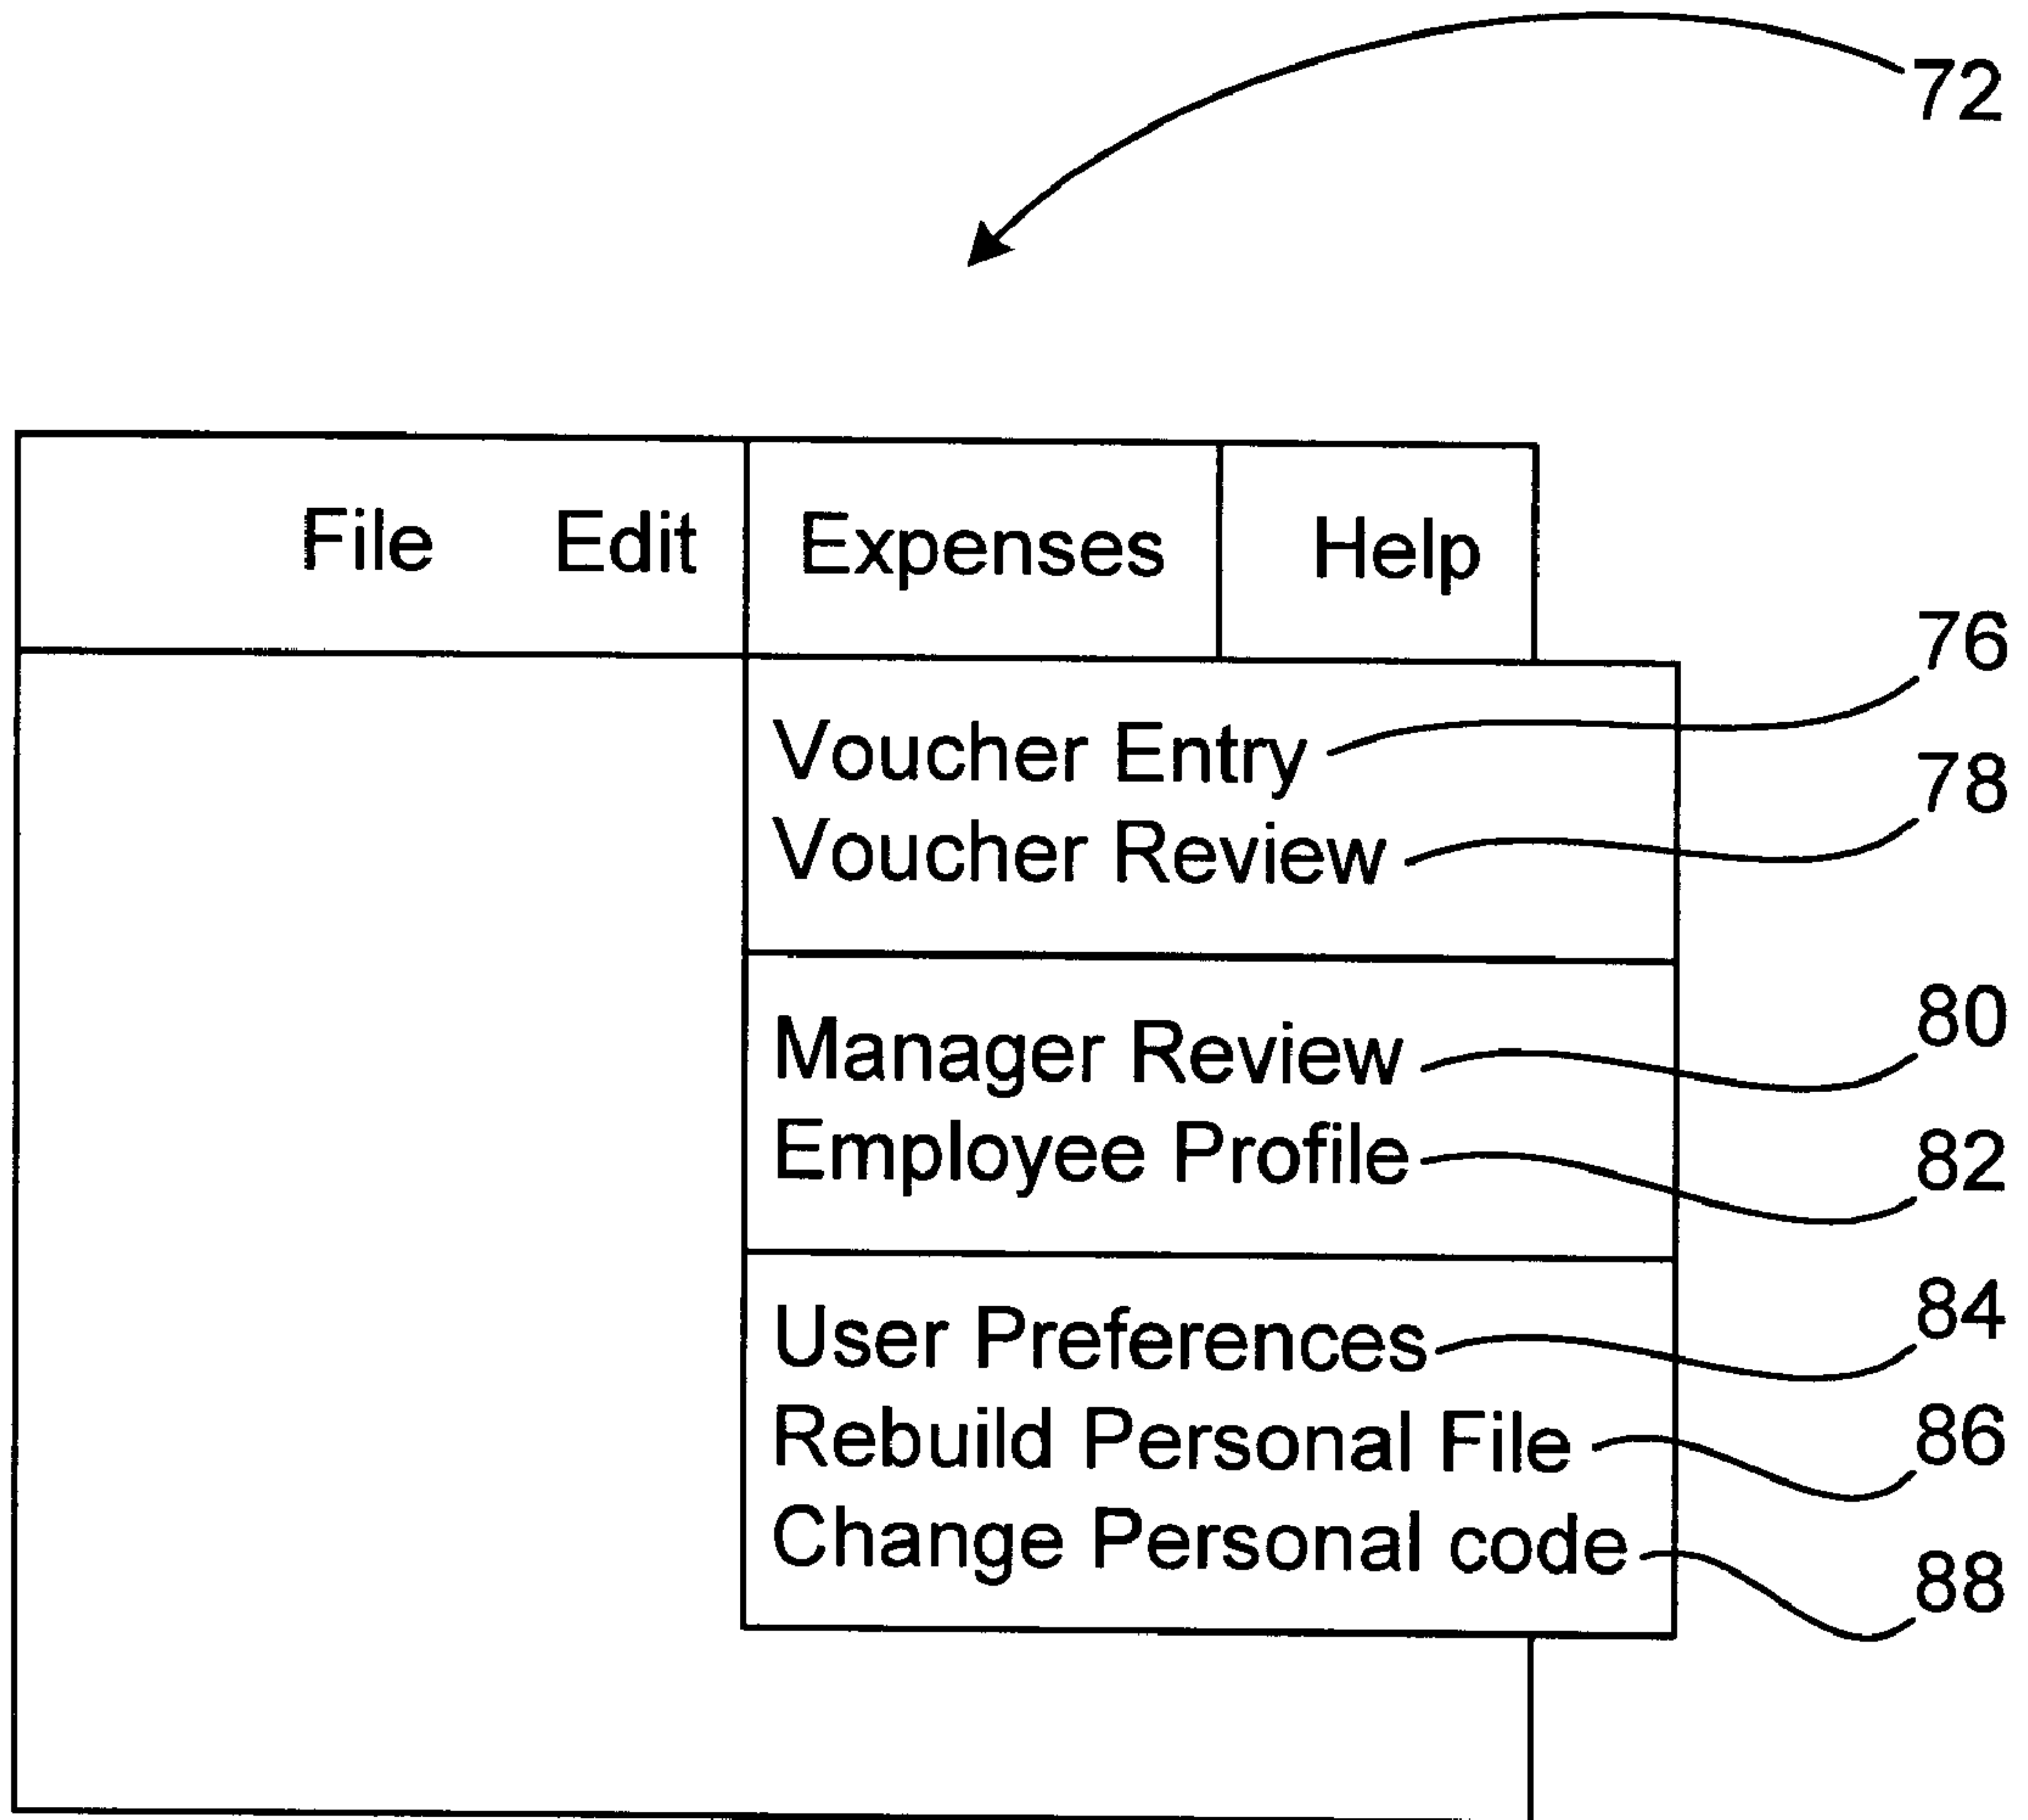 72
File Edit Expenses Help
76
Voucher Entry
78
Voucher Review
80
Manager Review
82
Employee Profile
84
User Preferences
86
Rebuild Personal File
Change Personal code
88